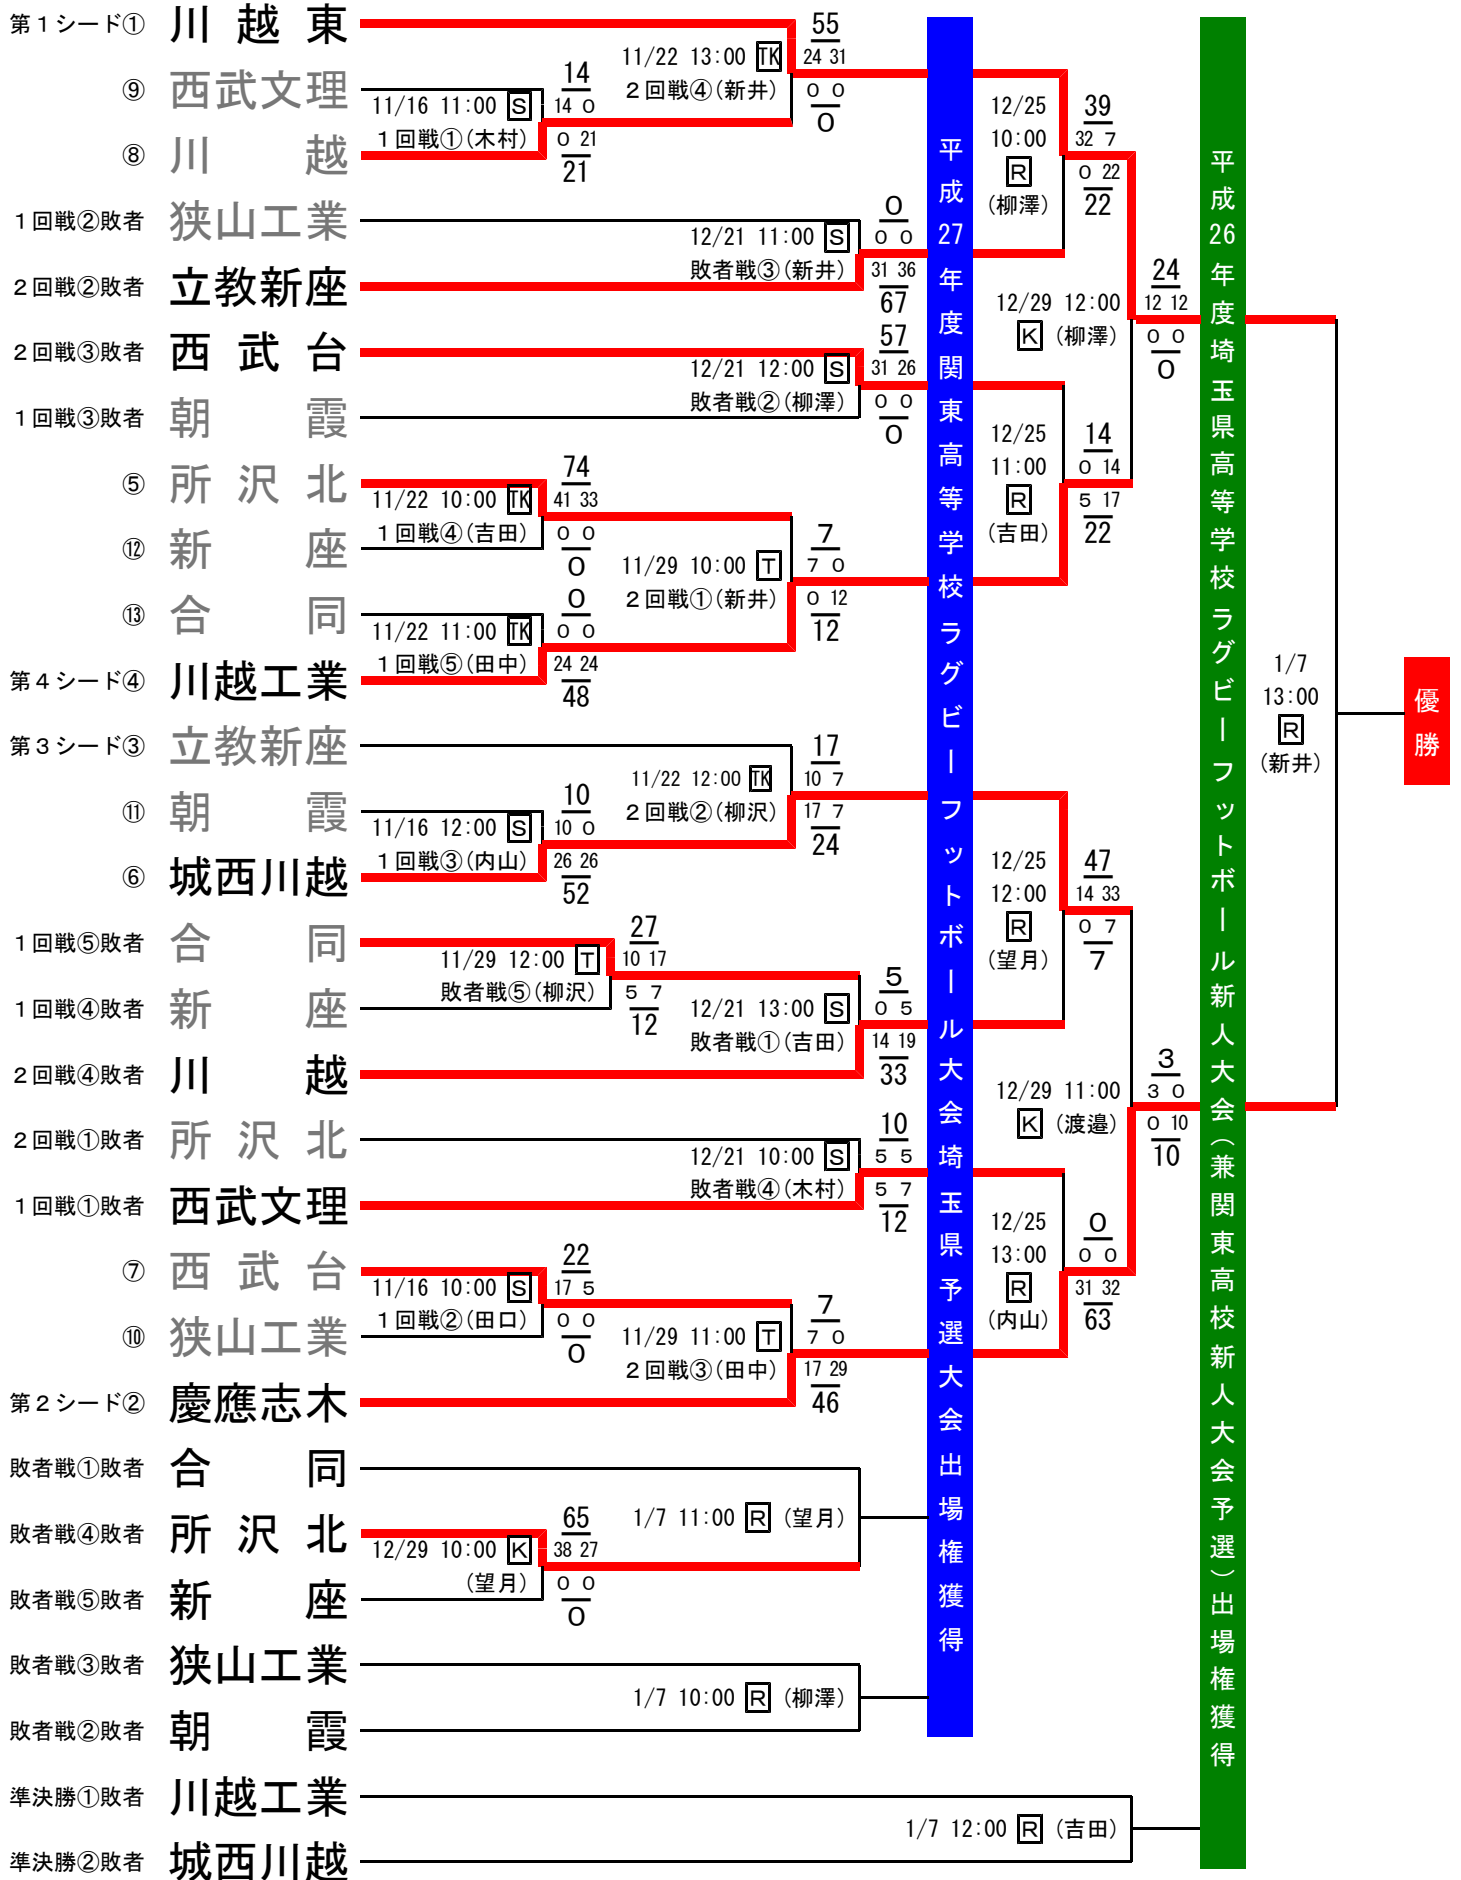 第１シード① 川越東
⑨ 西武文理
⑧ 川越
１回戦②敗者 狭山工業
２回戦②敗者 立教新座
２回戦③敗者 西武台
１回戦③敗者 朝霞
⑤ 所沢北
⑫ 新座
⑬ 合同
第４シード④ 川越工業
第３シード③ 立教新座
⑪ 朝霞
⑥ 城西川越
１回戦⑤敗者 合同
１回戦④敗者 新座
２回戦④敗者 川越
２回戦①敗者 所沢北
１回戦①敗者 西武文理
⑦ 西武台
⑩ 狭山工業
第２シード② 慶應志木
敗者戦①敗者 合同
敗者戦④敗者 所沢北
敗者戦⑤敗者 新座
敗者戦③敗者 狭山工業
敗者戦②敗者 朝霞
準決勝①敗者 川越工業
準決勝②敗者 城西川越
11/16 11:00 S
１回戦①(木村)
14
14 0
0 21
21
11/22 10:00 TK
１回戦④(吉田)
74
41 33
0 0
0
11/22 11:00 TK
１回戦⑤(田中)
0
0 0
24 24
48
11/16 12:00 S
１回戦③(内山)
10
10 0
26 26
52
11/29 12:00 T
敗者戦⑤(柳沢)
27
10 17
5 7
12
11/16 10:00 S
１回戦②(田口)
22
17 5
0 0
0
12/29 10:00 K
(望月)
65
38 27
0 0
0
11/22 13:00 TK
２回戦④(新井)
55
24 31
0 0
0
12/21 11:00 S
敗者戦③(新井)
0
0 0
31 36
67
12/21 12:00 S
敗者戦②(柳澤)
57
31 26
0 0
0
11/29 10:00 T
２回戦①(新井)
7
7 0
0 12
12
11/22 12:00 TK
２回戦②(柳沢)
17
10 7
17 7
24
12/21 13:00 S
敗者戦①(吉田)
5
0 5
14 19
33
12/21 10:00 S
敗者戦④(木村)
10
5 5
5 7
12
11/29 11:00 T
２回戦③(田中)
7
7 0
17 29
46
1/7 11:00 R (望月)
1/7 10:00 R (柳澤)
1/7 12:00 R (吉田)
平成27年度関東高等学校ラグビーフットボール大会埼玉県予選大会出場権獲得
12/25
10:00
R
(柳澤)
39
32 7
0 22
22
12/25
11:00
R
(吉田)
14
0 14
5 17
22
12/25
12:00
R
(望月)
47
14 33
0 7
7
12/25
13:00
R
(内山)
0
0 0
31 32
63
12/29 12:00
K (柳澤)
24
12 12
0 0
0
12/29 11:00
K (渡邉)
3
3 0
0 10
10
平成26年度埼玉県高等学校ラグビーフットボール新人大会（兼関東高校新人大会予選）出場権獲得
1/7
13:00
R
(新井)
優勝